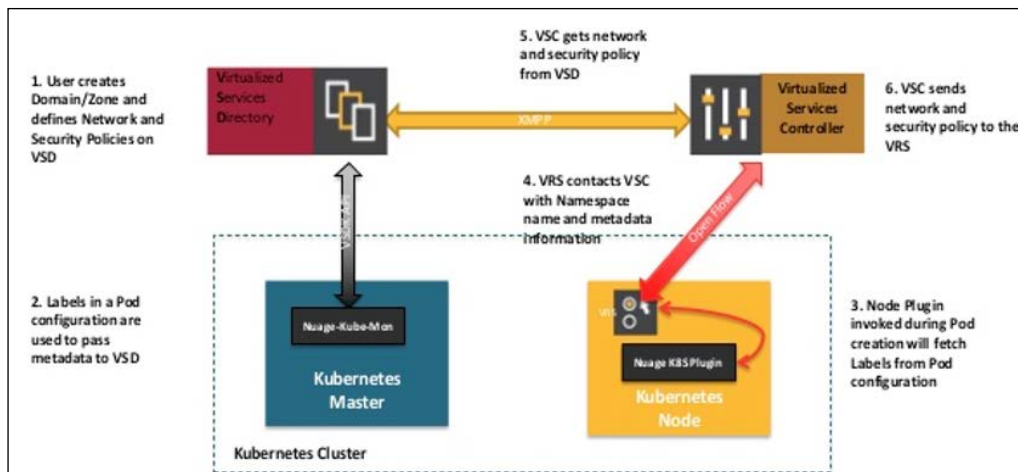 1. User creates
Domain/Zone and
defines Network and
Security Policies on
VSD
Virtualized
Services
Directory
5. VSC gets network
and security policy
from VSD
XMPP
Virtualized
Services
Controller
6. VSC sends
network and
security policy to the
VRS
4. VRS contacts VSC
with Namespace
name and metadata
information
Open Flow
2. Labels in a Pod
configuration are
used to pass
metadata to VSD
Nuage-Kube-Mon
Kubernetes
Master
VRS
Nuage K8S Plugin
Kubernetes
Node
3. Node Plugin
invoked during Pod
creation will fetch
Labels from Pod
configuration
Kubernetes Cluster